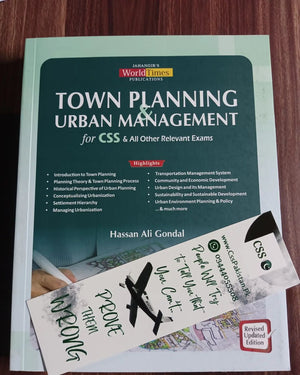 JAHANGIR'S
WorldTimes
PUBLICATIONS
TOWN PLANNING
&
URBAN MANAGEMENT
for CSS & All Other Relevant Exams
Highlights
• Introduction to Town Planning
• Planning Theory & Town Planning Process
• Historical Perspective of Urban Planning
• Conceptualizing Urbanization
• Settlement Hierarchy
• Managing Urbanization
• Transportation Management System
• Community and Economic Development
• Urban Design and Its Management
• Sustainability and Sustainable Development
• Urban Environment Planning & Policy
...& much more
Hassan Ali Gondal
CSS
People Will Try
to Tell You That
You Can't...
PROVE
THEM
WRONG
Revised
Updated
Edition